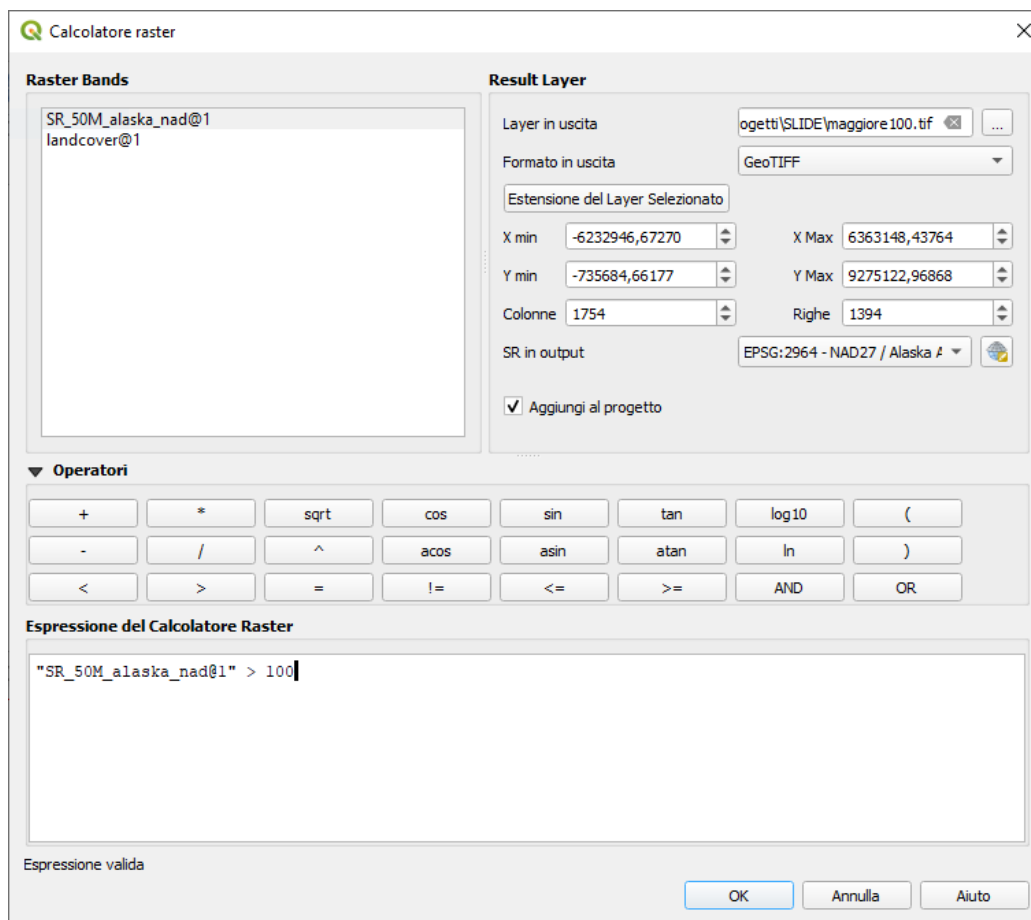 Calcolatore raster
Raster Bands
SR_50M_alaska_nad@1
landcover@1
Result Layer
Layer in uscita ogetti\SLIDE\maggiore100.tif ...
Formato in uscita GeoTIFF
Estensione del Layer Selezionato
X min -6232946,67270 X Max 6363148,43764
Y min -735684,66177 Y Max 9275122,96868
Colonne 1754 Righe 1394
SR in output EPSG:2964 - NAD27 / Alaska A
Aggiungi al progetto
Operatori
+ * sqrt cos sin tan log10 (
- / ^ acos asin atan ln )
< > = != <= >= AND OR
Espressione del Calcolatore Raster
"SR_50M_alaska_nad@1" > 100
Espressione valida
OK Annulla Aiuto